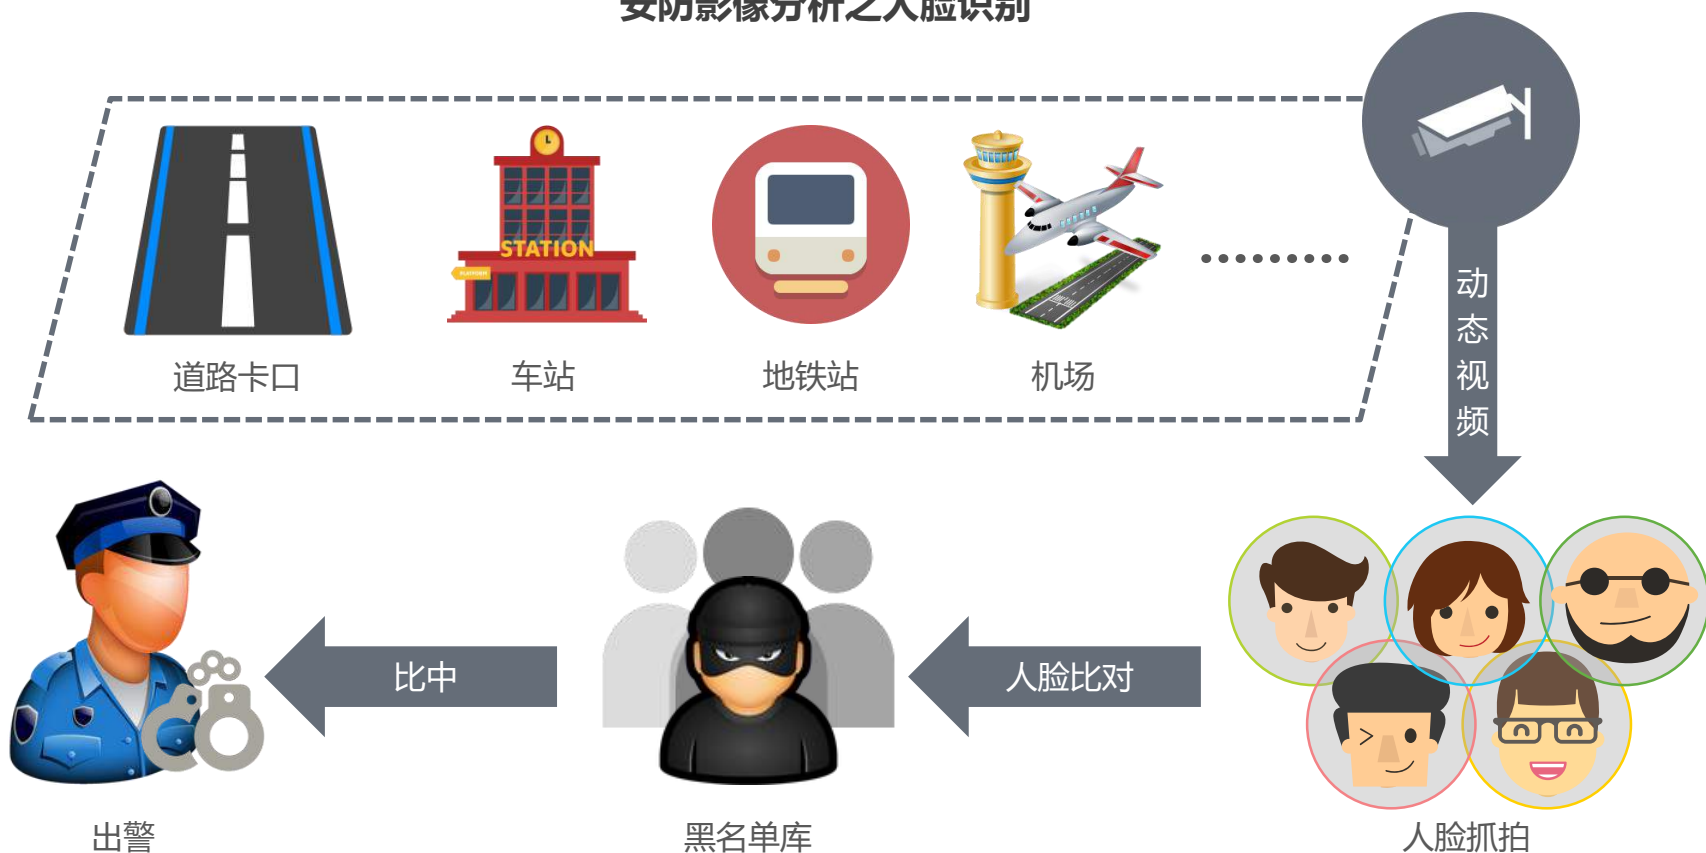 安防影像分析之人脸识别
STATION
PLATFORM
道路卡口
车站
地铁站
机场
动态视频
比中
人脸比对
出警
黑名单库
人脸抓拍